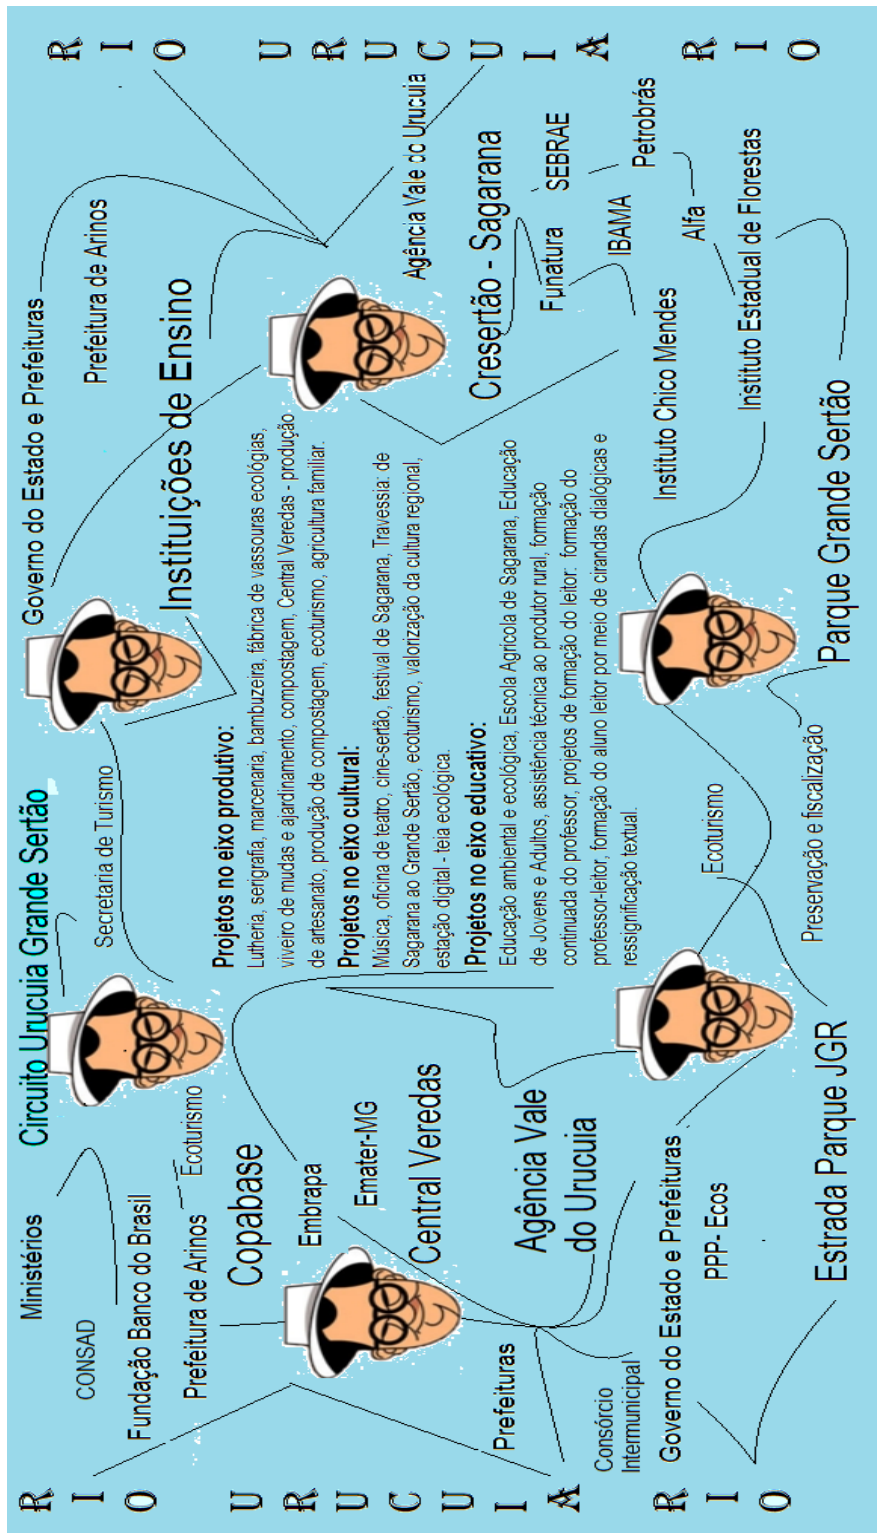 RIO URUCUIA RIO
Ministérios
Circuito Urucuia Grande Sertão
Governo do Estado e Prefeituras
CONSAD
Secretaria de Turismo
Prefeitura de Arinos
Fundação Banco do Brasil
Prefeitura de Arinos
Ecoturismo
Instituições de Ensino
Copabase
Embrapa
Emater-MG
Central Veredas
Projetos no eixo produtivo:
Lutheria, serigrafia, marcenaria, bambuzeira, fábrica de vassouras ecológias,
viveiro de mudas e ajardinamento, compostagem, Central Veredas - produção
de artesanato, produção de compostagem, ecoturismo, agricultura familiar.
Projetos no eixo cultural:
Música, oficina de teatro, cine-sertão, festival de Sagarana, Travessia: de
Sagarana ao Grande Sertão, ecoturismo, valorização da cultura regional,
estação digital - teia ecológica.
Projetos no eixo educativo:
Educação ambiental e ecológica, Escola Agrícola de Sagarana, Educação
de Jovens e Adultos, assistência técnica ao produtor rural, formação
continuada do professor, projetos de formação do leitor: formação do
professor-leitor, formação do aluno leitor por meio de cirandas dialógicas e
ressignificação textual.
Agência Vale do Urucuia
Cresertão - Sagarana
Funatura
SEBRAE
IBAMA
Petrobrás
Alfa
Instituto Chico Mendes
Instituto Estadual de Florestas
Prefeituras
Agência Vale
do Urucuia
Consórcio
Intermunicipal
Governo do Estado e Prefeituras
PPP- Ecos
Ecoturismo
Preservação e fiscalização
Estrada Parque JGR
Parque Grande Sertão
RIO URUCUIA RIO